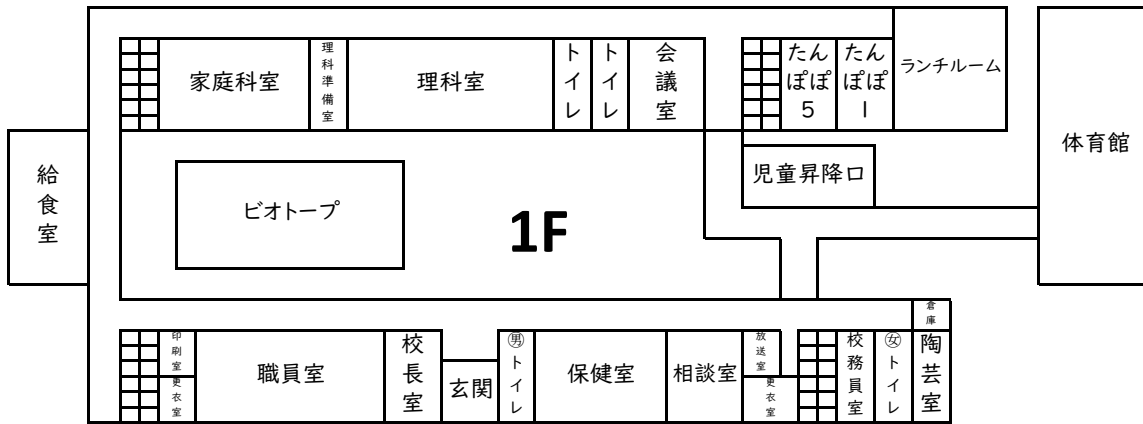 家庭科室
理科準備室
理科室
トイレ
トイレ
会議室
たんぽぽ5
たんぽぽ1
ランチルーム
体育館
給食室
児童昇降口
ビオトープ
1F
倉庫
印刷室
更衣室
職員室
校長室
玄関
男トイレ
保健室
相談室
放送室
更衣室
校務員室
女トイレ
陶芸室